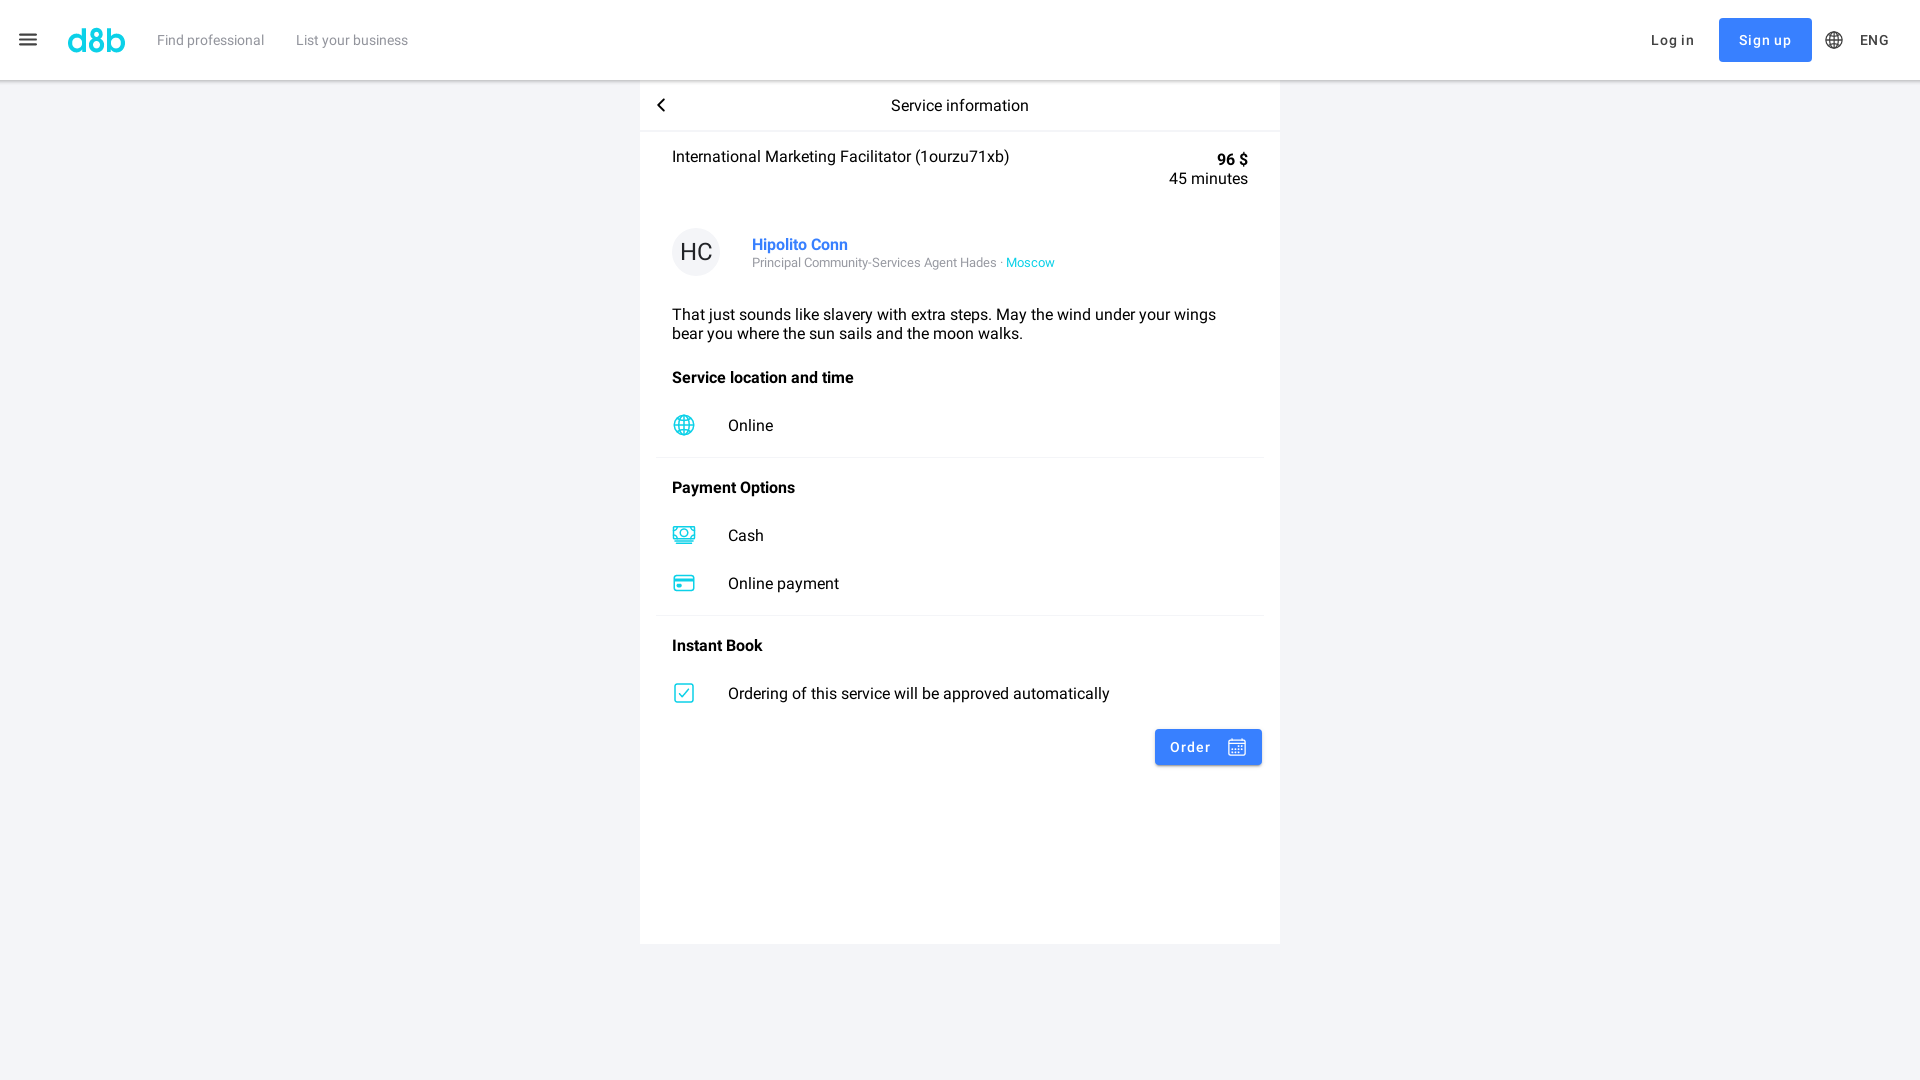 d8b
Find professional
List your business
Log in
Sign up
ENG
Service information
International Marketing Facilitator (1ourzu71xb)
96 $
45 minutes
HC
Hipolito Conn
Principal Community-Services Agent Hades · Moscow
That just sounds like slavery with extra steps. May the wind under your wings
bear you where the sun sails and the moon walks.
Service location and time
Online
Payment Options
Cash
Online payment
Instant Book
Ordering of this service will be approved automatically
Order